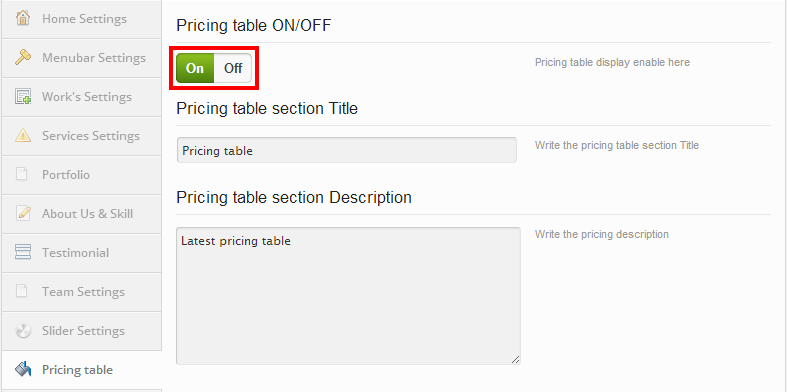 Home Settings
Menubar Settings
Work's Settings
Services Settings
Portfolio
About Us & Skill
Testimonial
Team Settings
Slider Settings
Pricing table
Pricing table ON/OFF
On Off
Pricing table display enable here
Pricing table section Title
Pricing table
Write the pricing table section Title
Pricing table section Description
Latest pricing table
Write the pricing description